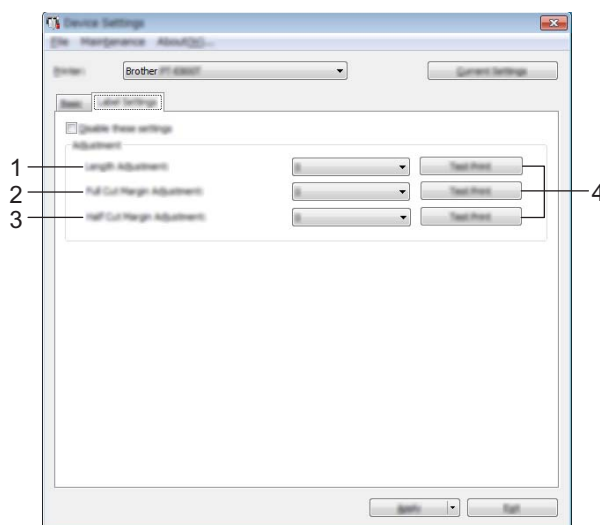 Device Settings
File Maintenance
Printer: Brother
Current Settings
Basic Label Settings
Disable these settings
Adjustment
1 Length Adjustment: Test Print
2 Full Cut Margin Adjustment: Test Print 4
3 Half Cut Margin Adjustment: Test Print
Apply Exit